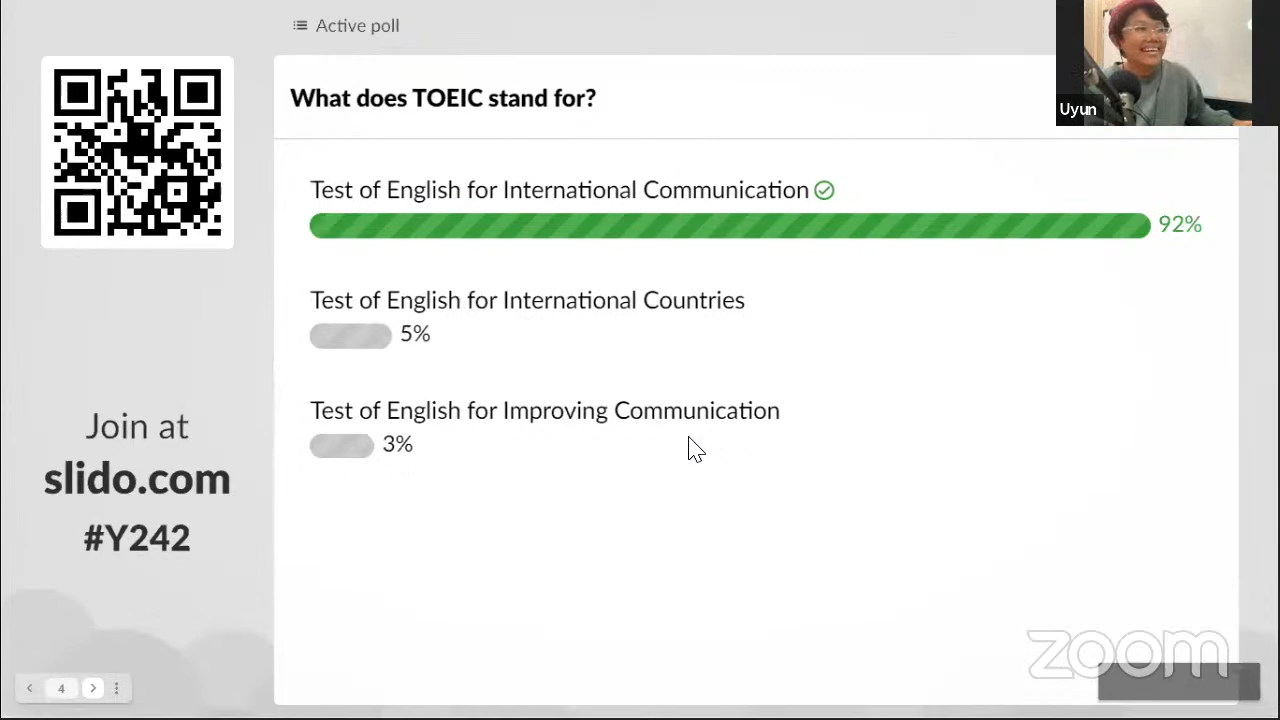 Active poll
What does TOEIC stand for?
Uyun
Test of English for International Communication
92%
Test of English for International Countries
5%
Test of English for Improving Communication
3%
Join at
slido.com
#Y242
4
zoom